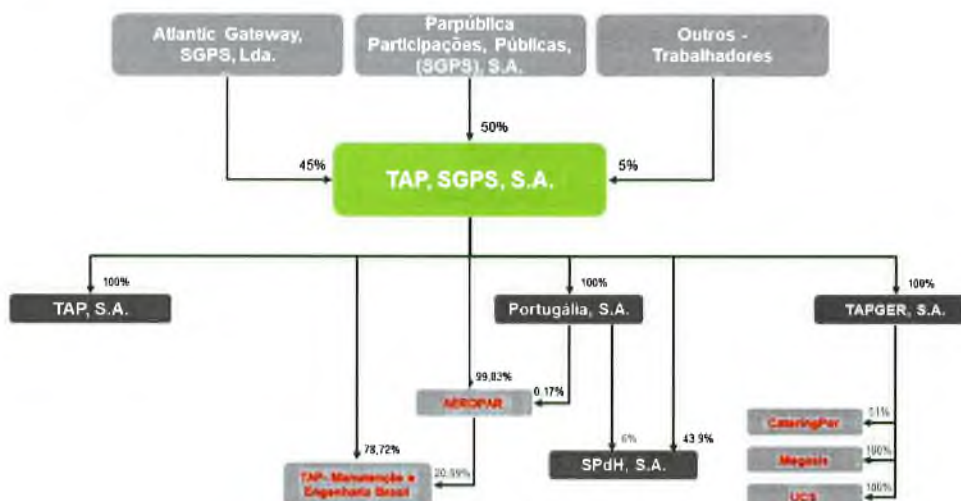 Atlantic Gateway,
SGPS, Lda.
Parpública
Participações, Públicas,
(SGPS), S.A.
Outros -
Trabalhadores
50%
45%
5%
TAP, SGPS, S.A.
100%
100%
100%
TAP, S.A.
Portugália, S.A.
TAPGER, S.A.
99,83%
0,17%
AEROPAR
51%
CateringPor
6%
43,9%
78,72%
100%
Megasis
SPdH, S.A.
TAP- Manutenção e
Engenharia Brasil
100%
UCS